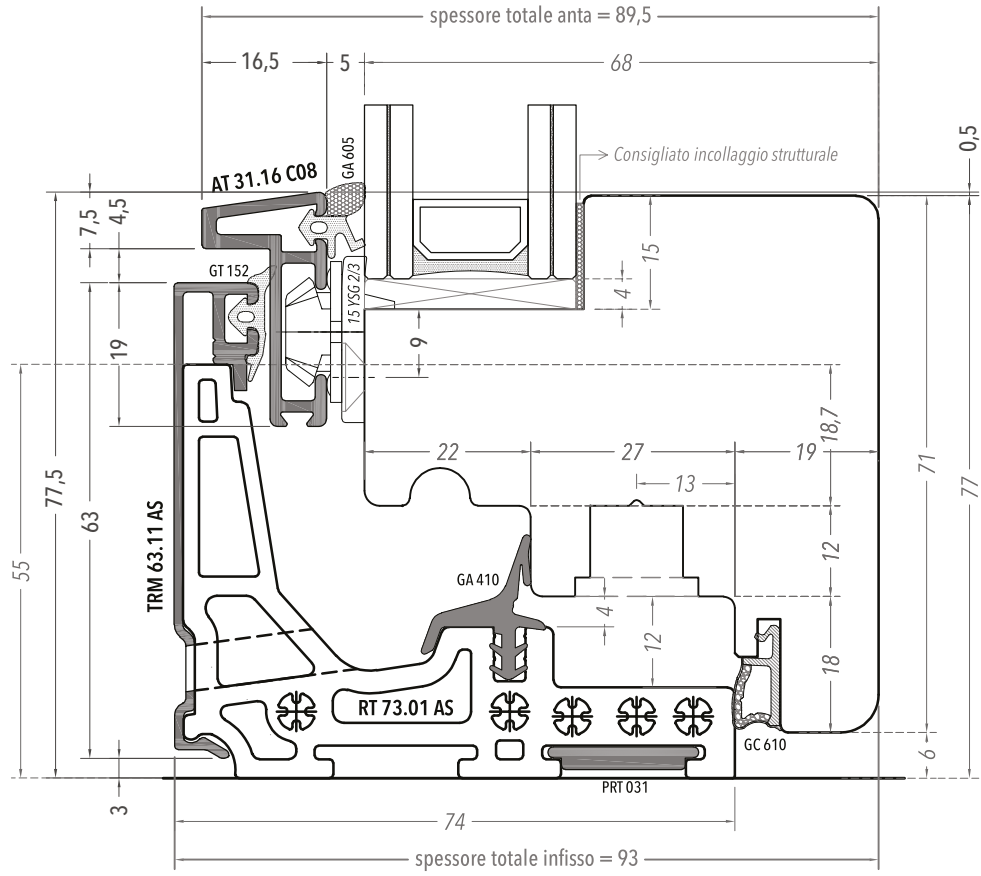 spessore totale anta = 89,5
16,5
5
68
0,5
GA 605
Consigliato incollaggio strutturale
AT 31.16 C08
7,5
4,5
15
GT 152
15 YSG 2/3
4
9
19
18,7
22
27
19
13
71
77
77,5
63
55
TRM 63.11 AS
12
GA 410
4
12
18
RT 73.01 AS
GC 610
6
PRT 031
3
74
spessore totale infisso = 93